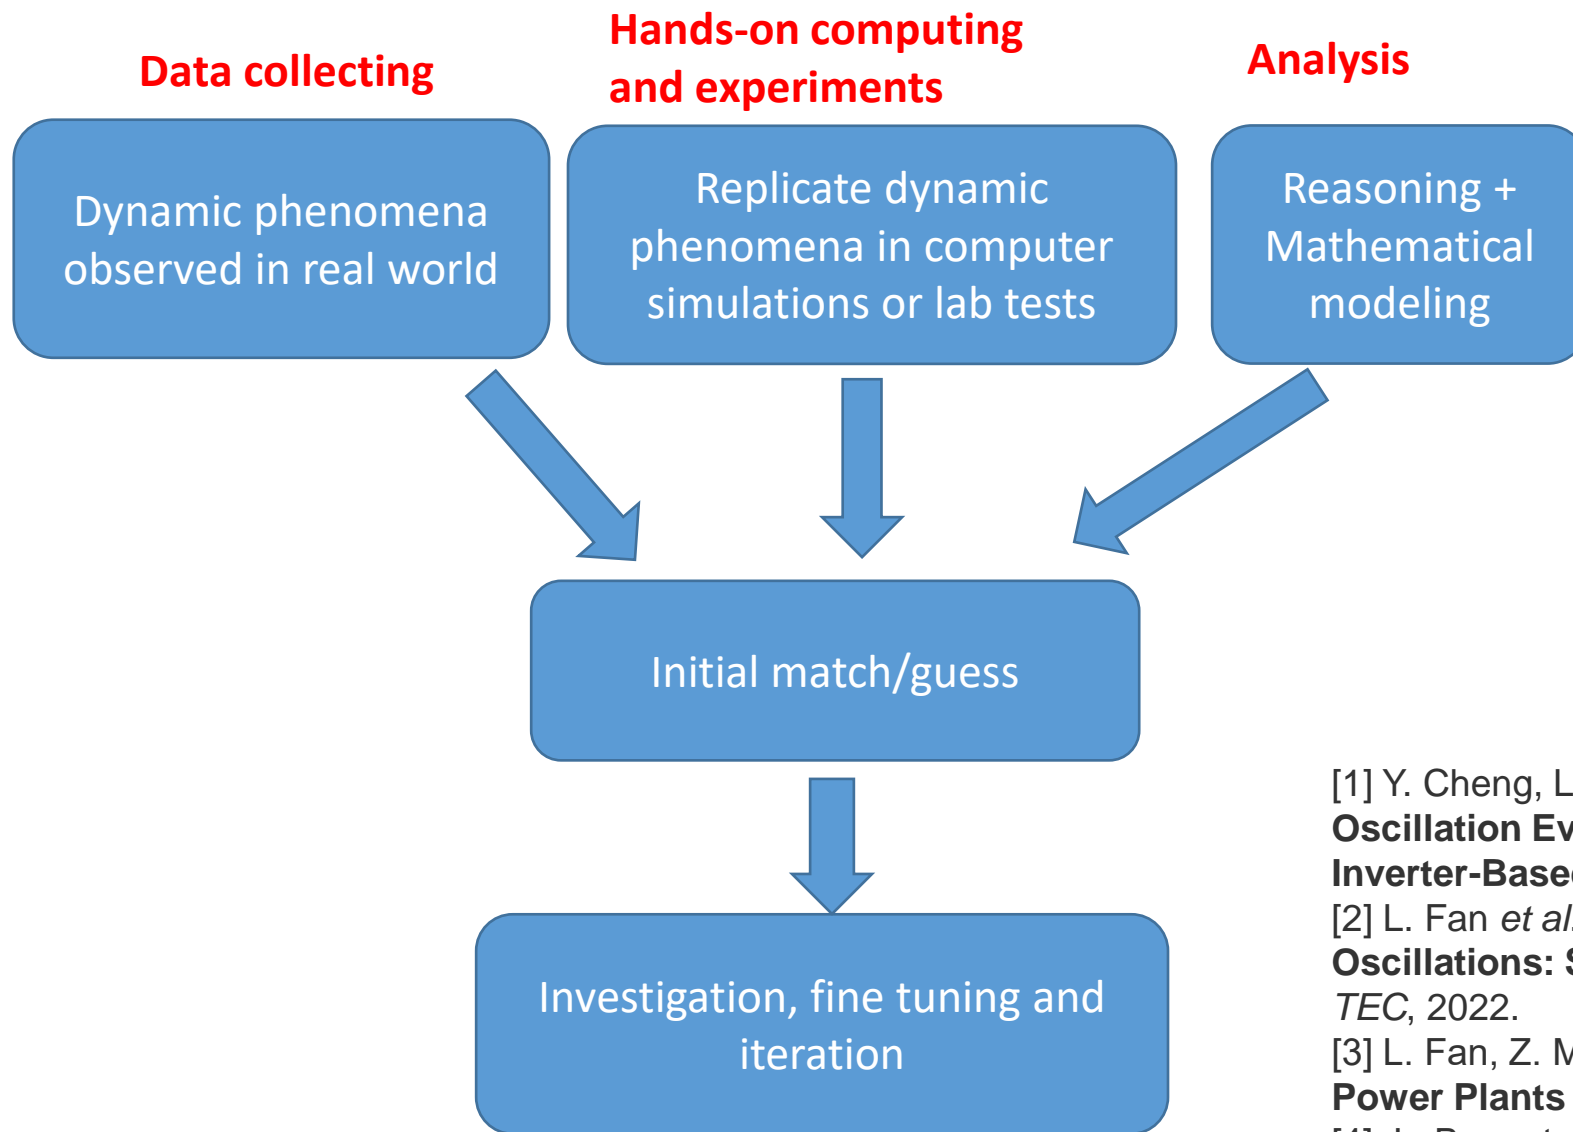 Data collecting
Hands-on computing
and experiments
Analysis
Dynamic phenomena
observed in real world
Replicate dynamic
phenomena in computer
simulations or lab tests
Reasoning +
Mathematical
modeling
Initial match/guess
Investigation, fine tuning and
iteration
[1] Y. Cheng, L
Oscillation Ev
Inverter-Base
[2] L. Fan et al.
Oscillations: S
TEC, 2022.
[3] L. Fan, Z. M
Power Plants